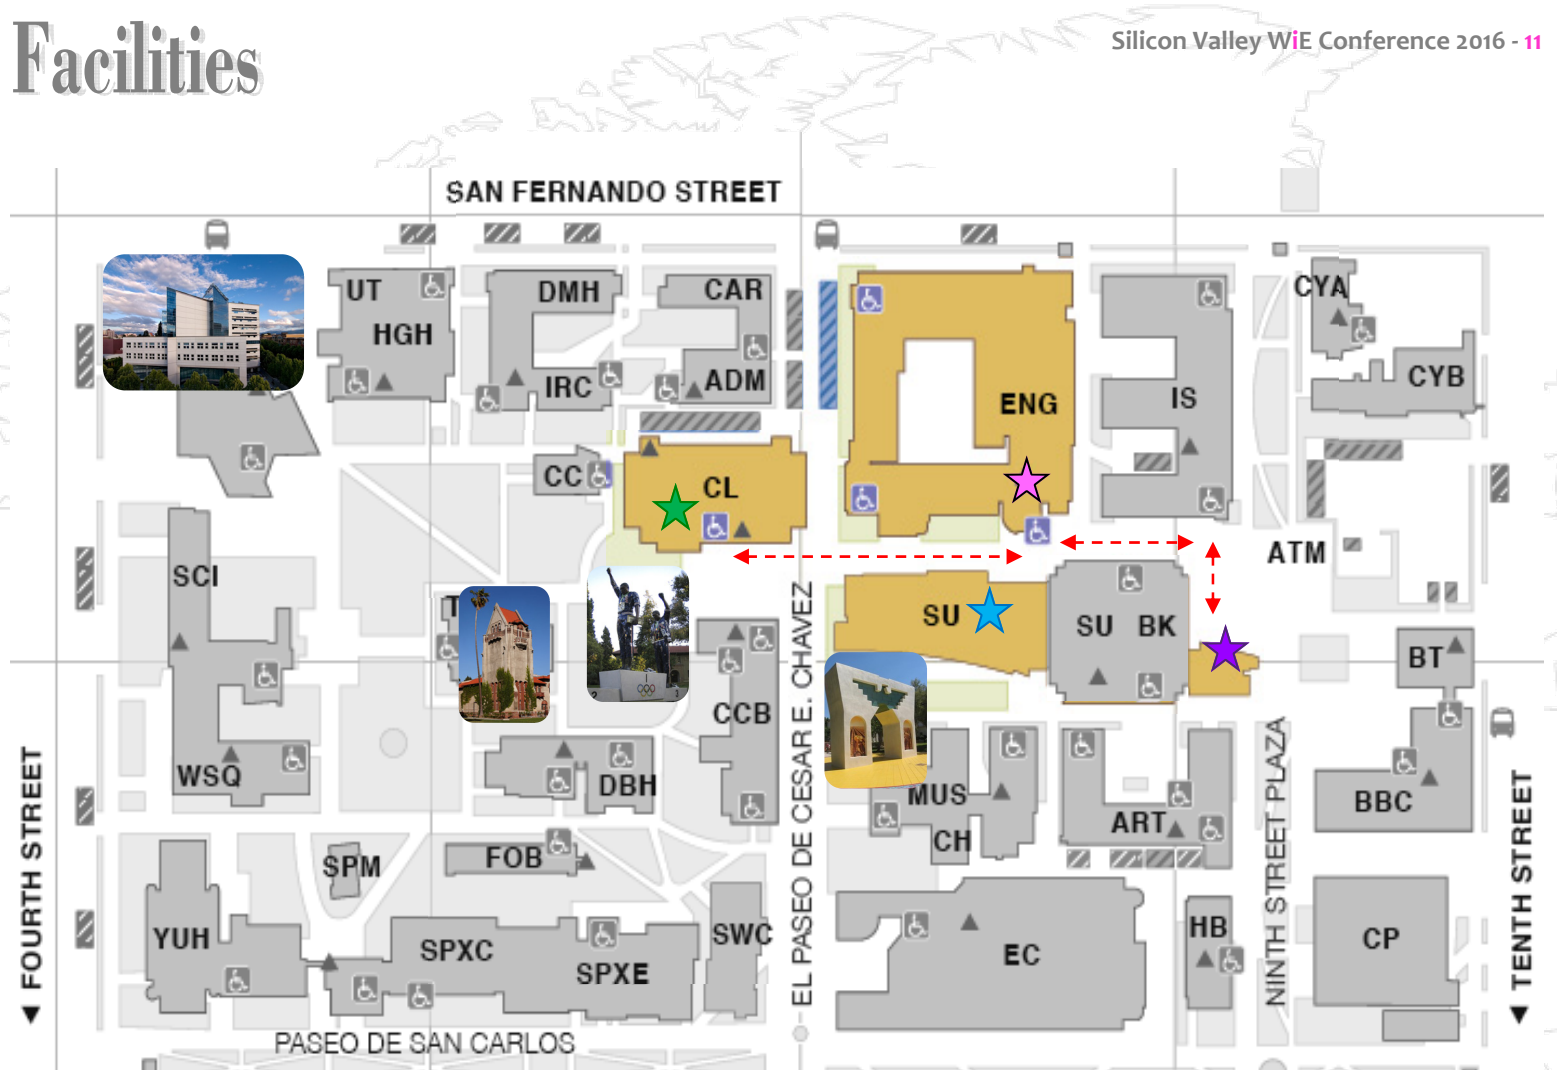 Facilities
Silicon Valley WiE Conference 2016 - 11
SAN FERNANDO STREET
UT
HGH
DMH
IRC
CAR
ADM
ENG
IS
CYA
CYB
CC
CL
ATM
SCI
T
SU
SU BK
BT
CCB
WSQ
DBH
MUS
CH
ART
BBC
FOURTH STREET
EL PASEO DE CESAR E. CHAVEZ
NINTH STREET PLAZA
TENTH STREET
SPM
FOB
YUH
SPXC
SPXE
SWC
EC
HB
CP
PASEO DE SAN CARLOS